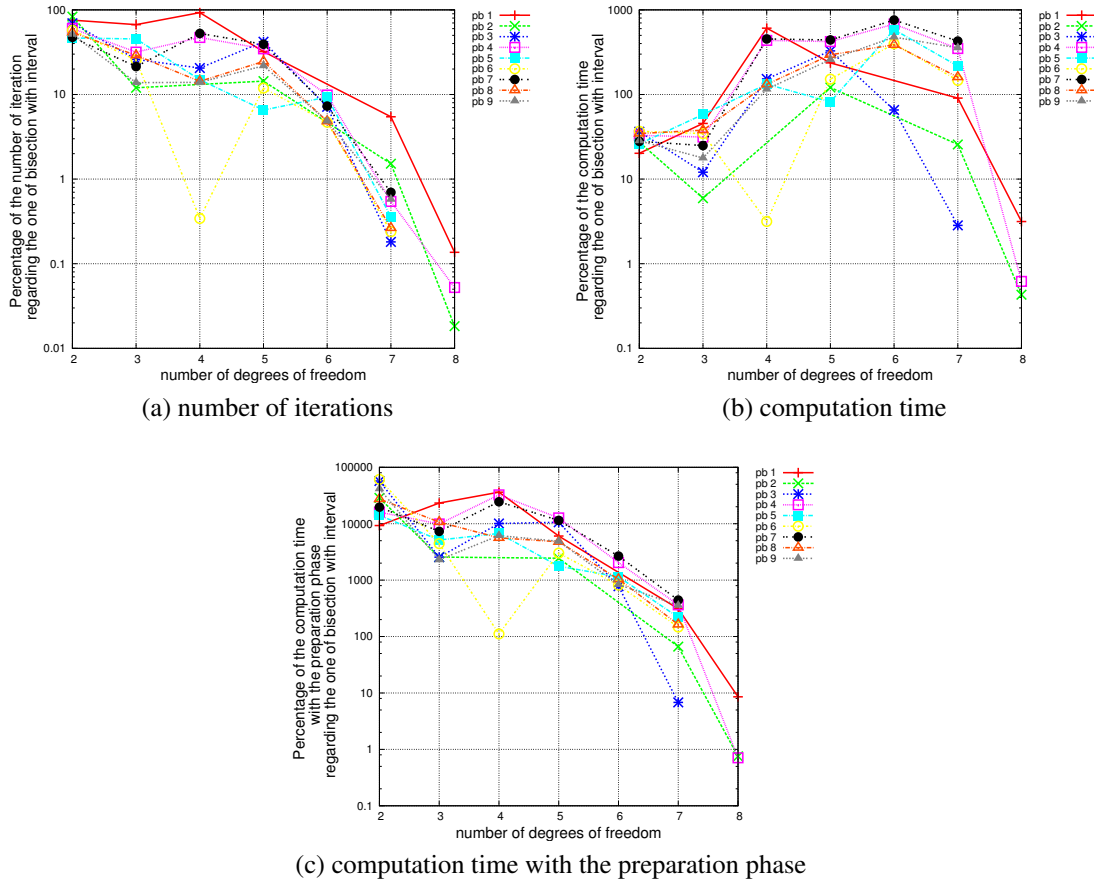 Percentage of the number of iteration
regarding the one of bisection with interval
100
10
1
0.1
0.01
2 3 4 5 6 7 8
number of degrees of freedom
pb 1
pb 2
pb 3
pb 4
pb 5
pb 6
pb 7
pb 8
pb 9
(a) number of iterations
Percentage of the computation time
regarding the one of bisection with interval
1000
100
10
1
0.1
2 3 4 5 6 7 8
number of degrees of freedom
pb 1
pb 2
pb 3
pb 4
pb 5
pb 6
pb 7
pb 8
pb 9
(b) computation time
Percentage of the computation time
with the preparation phase
regarding the one of bisection with interval
100000
10000
1000
100
10
1
0.1
2 3 4 5 6 7 8
number of degrees of freedom
pb 1
pb 2
pb 3
pb 4
pb 5
pb 6
pb 7
pb 8
pb 9
(c) computation time with the preparation phase